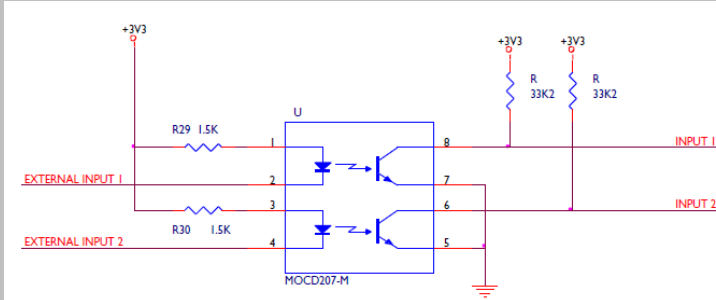 +3V3
+3V3
+3V3
R
33K2
R
33K2
U
R29 1.5K
1
8
INPUT 1
EXTERNAL INPUT 1
2
7
3
6
INPUT 2
R30 1.5K
EXTERNAL INPUT 2
4
5
MOCD207-M